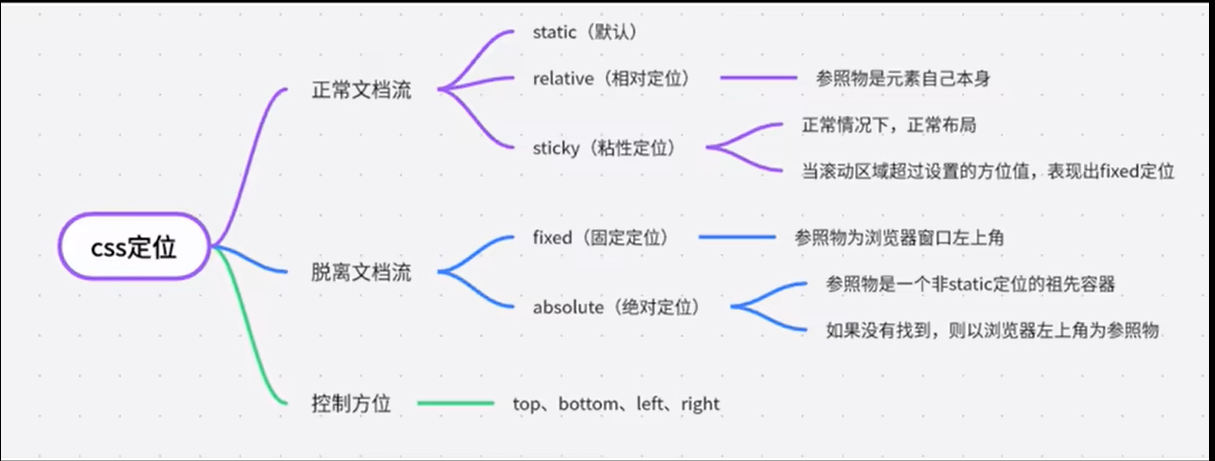 css定位
正常文档流
static（默认）
relative（相对定位）
参照物是元素自己本身
sticky（粘性定位）
正常情况下，正常布局
当滚动区域超过设置的方位值，表现出fixed定位
脱离文档流
fixed（固定定位）
参照物为浏览器窗口左上角
absolute（绝对定位）
参照物是一个非static定位的祖先容器
如果没有找到，则以浏览器左上角为参照物
控制方位
top、bottom、left、right